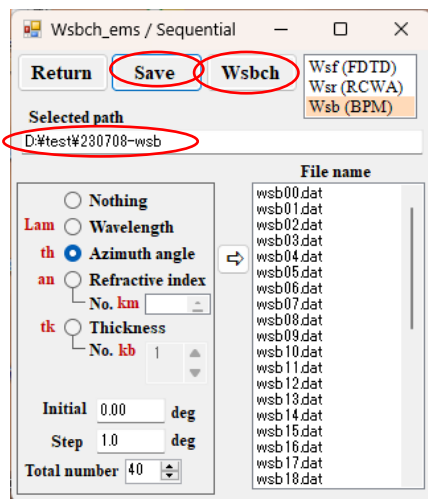 Wsbch_ems / Sequential
Return Save Wsbch
Wsf (FDTD)
Wsr (RCWA)
Wsb (BPM)
Selected path
D:¥test¥230708-wsb
File name
Nothing
Lam Wavelength
th Azimuth angle
an Refractive index
No. km
tk Thickness
No. kb 1
Initial 0.00 deg
Step 1.0 deg
Total number 40
wsb00.dat
wsb01.dat
wsb02.dat
wsb03.dat
wsb04.dat
wsb05.dat
wsb06.dat
wsb07.dat
wsb08.dat
wsb09.dat
wsb10.dat
wsb11.dat
wsb12.dat
wsb13.dat
wsb14.dat
wsb15.dat
wsb16.dat
wsb17.dat
wsb18.dat